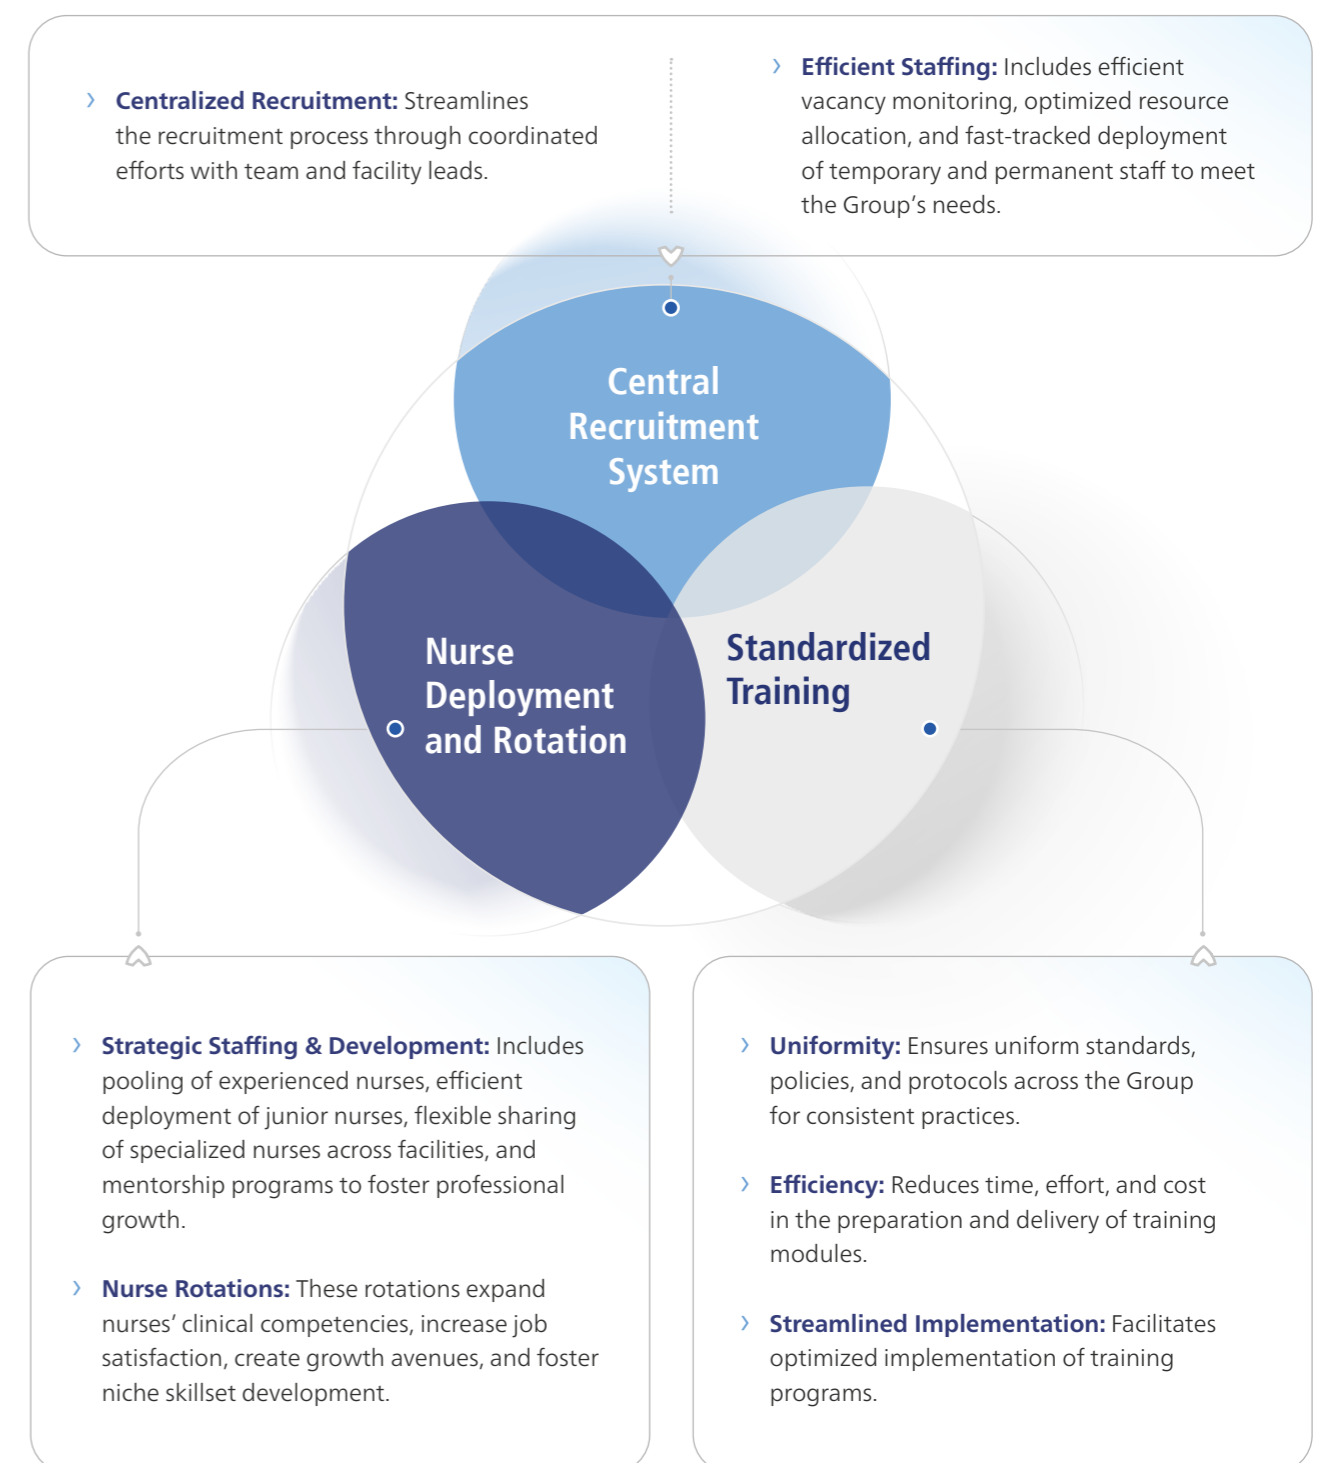 Centralized Recruitment: Streamlines
the recruitment process through coordinated
efforts with team and facility leads.
Efficient Staffing: Includes efficient
vacancy monitoring, optimized resource
allocation, and fast-tracked deployment
of temporary and permanent staff to meet
the Group’s needs.
Central
Recruitment
System
Nurse
Deployment
and Rotation
Standardized
Training
Strategic Staffing & Development: Includes
pooling of experienced nurses, efficient
deployment of junior nurses, flexible sharing
of specialized nurses across facilities, and
mentorship programs to foster professional
growth.
Nurse Rotations: These rotations expand
nurses’ clinical competencies, increase job
satisfaction, create growth avenues, and foster
niche skillset development.
Uniformity: Ensures uniform standards,
policies, and protocols across the Group
for consistent practices.
Efficiency: Reduces time, effort, and cost
in the preparation and delivery of training
modules.
Streamlined Implementation: Facilitates
optimized implementation of training
programs.